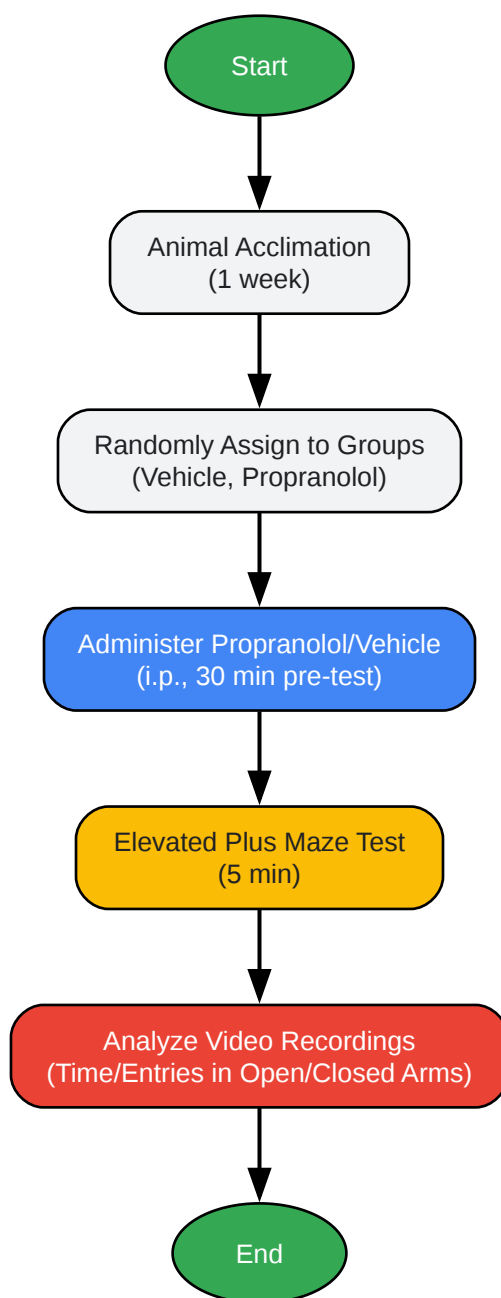 Start
Animal Acclimation
(1 week)
Randomly Assign to Groups
(Vehicle, Propranolol)
Administer Propranolol/Vehicle
(i.p., 30 min pre-test)
Elevated Plus Maze Test
(5 min)
Analyze Video Recordings
(Time/Entries in Open/Closed Arms)
End